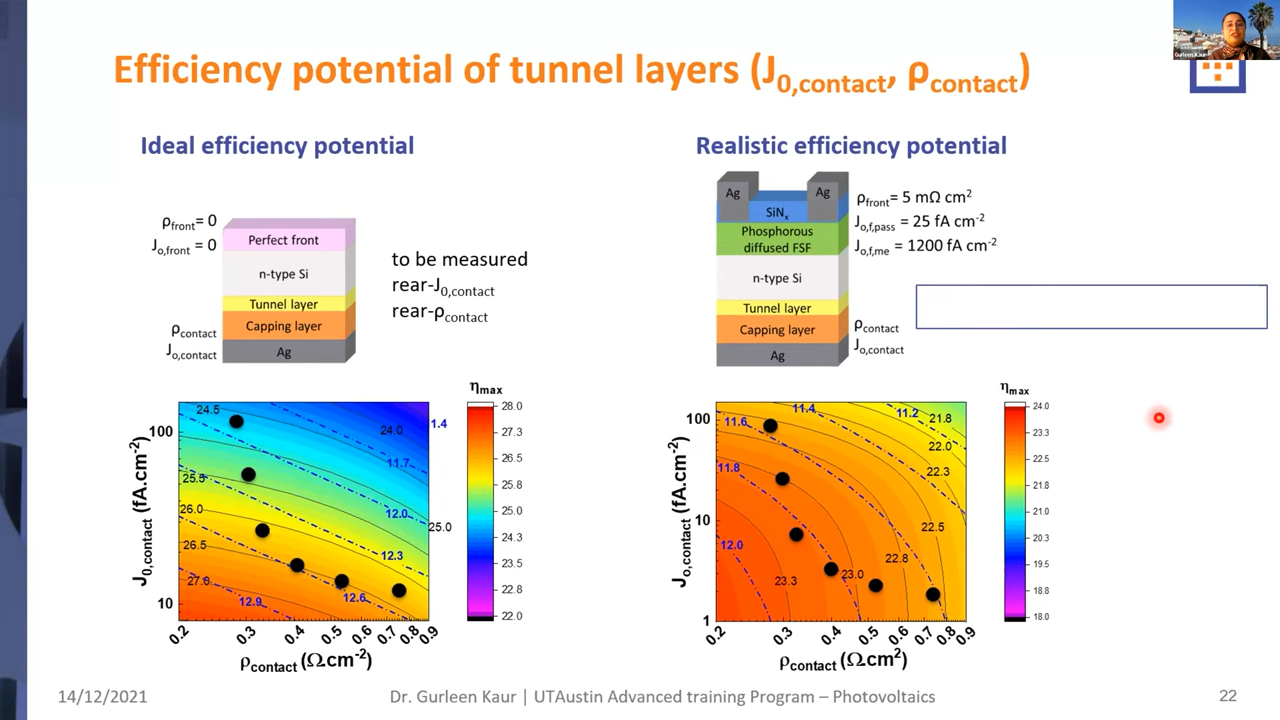 Efficiency potential of tunnel layers (J0,contact, ρcontact)
Gurleen Kaur
Ideal efficiency potential
Realistic efficiency potential
ρfront= 0
Jo,front = 0
Perfect front
n-type Si
Tunnel layer
Capping layer
Ag
ρcontact
Jo,contact
to be measured
rear-J0,contact
rear-ρcontact
Ag
Ag
SiNx
Phosphorous
diffused FSF
n-type Si
Tunnel layer
Capping layer
Ag
ρfront= 5 mΩ cm2
Jo,f,pass = 25 fA cm-2
Jo,f,me = 1200 fA cm-2
ρcontact
Jo,contact
J0,contact (fA.cm-2)
100
10
24.5
24.0
25.5
26.0
26.5
27.0
25.0
1.4
11.7
12.0
12.3
12.6
12.9
0.2 0.3 0.4 0.5 0.6 0.7 0.8 0.9
ρcontact (Ω.cm-2)
ηmax
28.0
27.3
26.5
25.8
25.0
24.3
23.5
22.8
22.0
J0,contact (fA.cm-2)
100
10
1
11.6
11.4
11.2
11.8
12.0
21.8
22.0
22.3
22.5
22.8
23.0
23.3
0.2 0.3 0.4 0.5 0.6 0.7 0.8 0.9
ρcontact (Ω.cm2)
ηmax
24.0
23.3
22.5
21.8
21.0
20.3
19.5
18.8
18.0
14/12/2021
Dr. Gurleen Kaur | UTAustin Advanced training Program – Photovoltaics
22